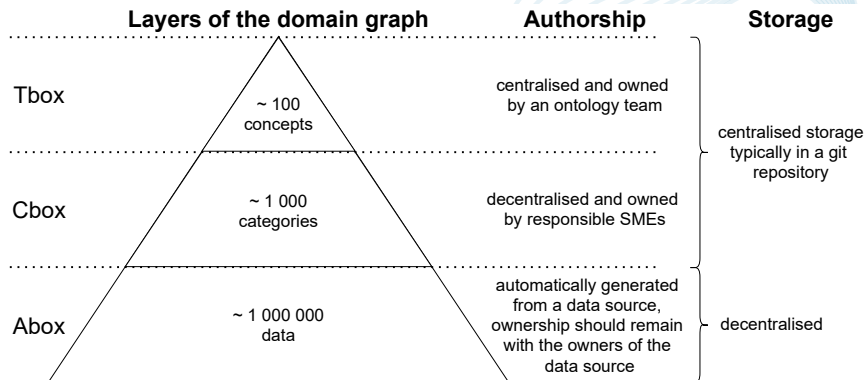 Layers of the domain graph
Authorship
Storage
Tbox
~ 100
concepts
centralised and owned
by an ontology team
centralised storage
typically in a git
repository
Cbox
~ 1 000
categories
decentralised and owned
by responsible SMEs
Abox
~ 1 000 000
data
automatically generated
from a data source,
ownership should remain
with the owners of the
data source
decentralised